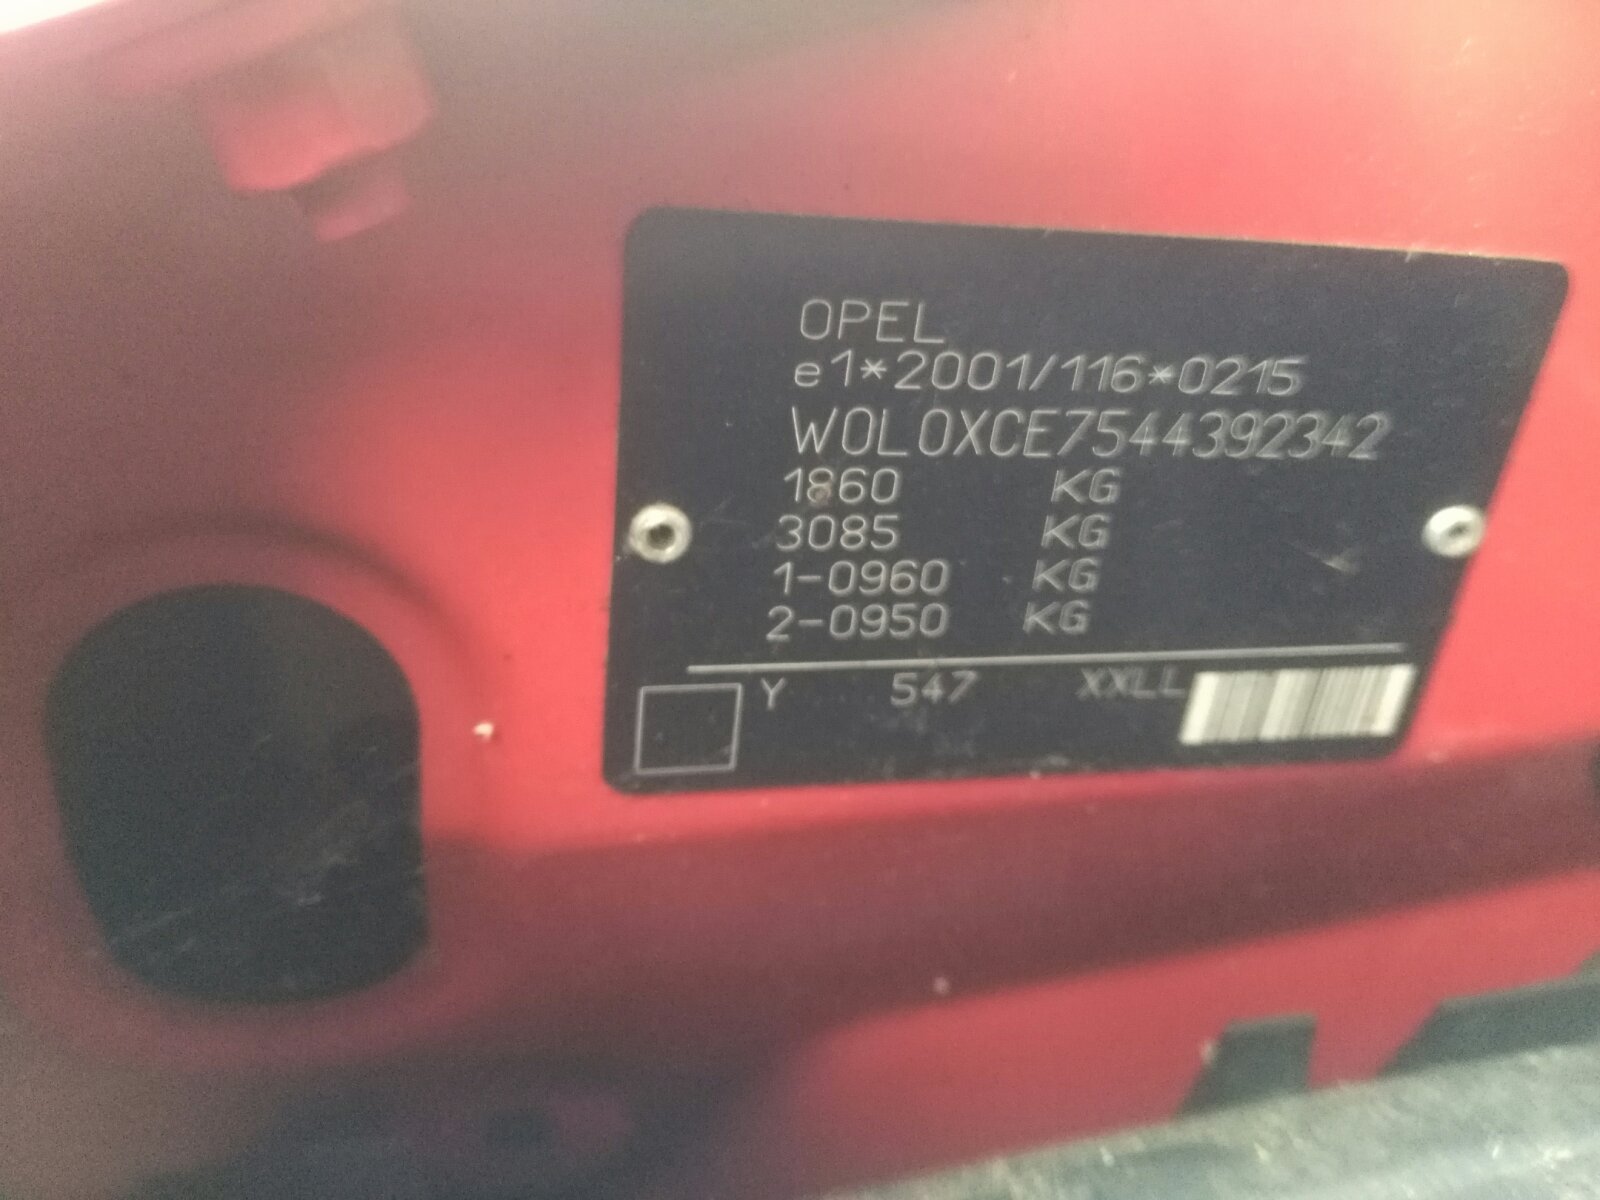 OPEL
e1*2001/116*0215
W0L0XCE7544392342
1860 KG
3085 KG
1-0960 KG
2-0950 KG
Y 547 XXLL